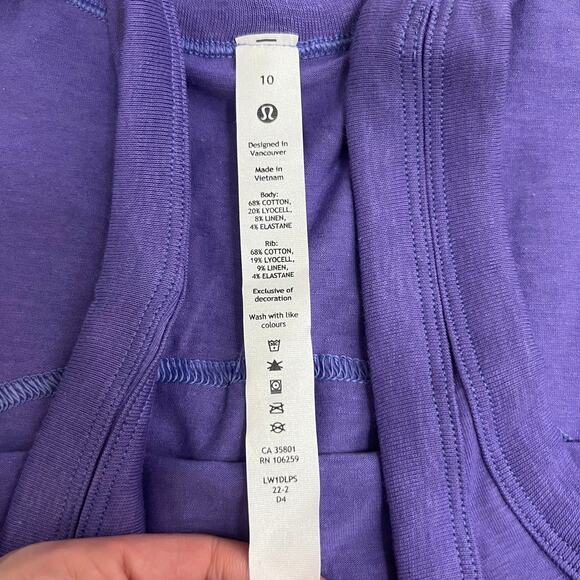 10
Designed in
Vancouver
Made in
Vietnam
Body:
68% COTTON,
20% LYOCELL,
8% LINEN,
4% ELASTANE
Rib:
68% COTTON,
19% LYOCELL,
9% LINEN,
4% ELASTANE
Exclusive of
decoration
Wash with like
colours
CA 35801
RN 106259
LW1DLPS
22-2
D4